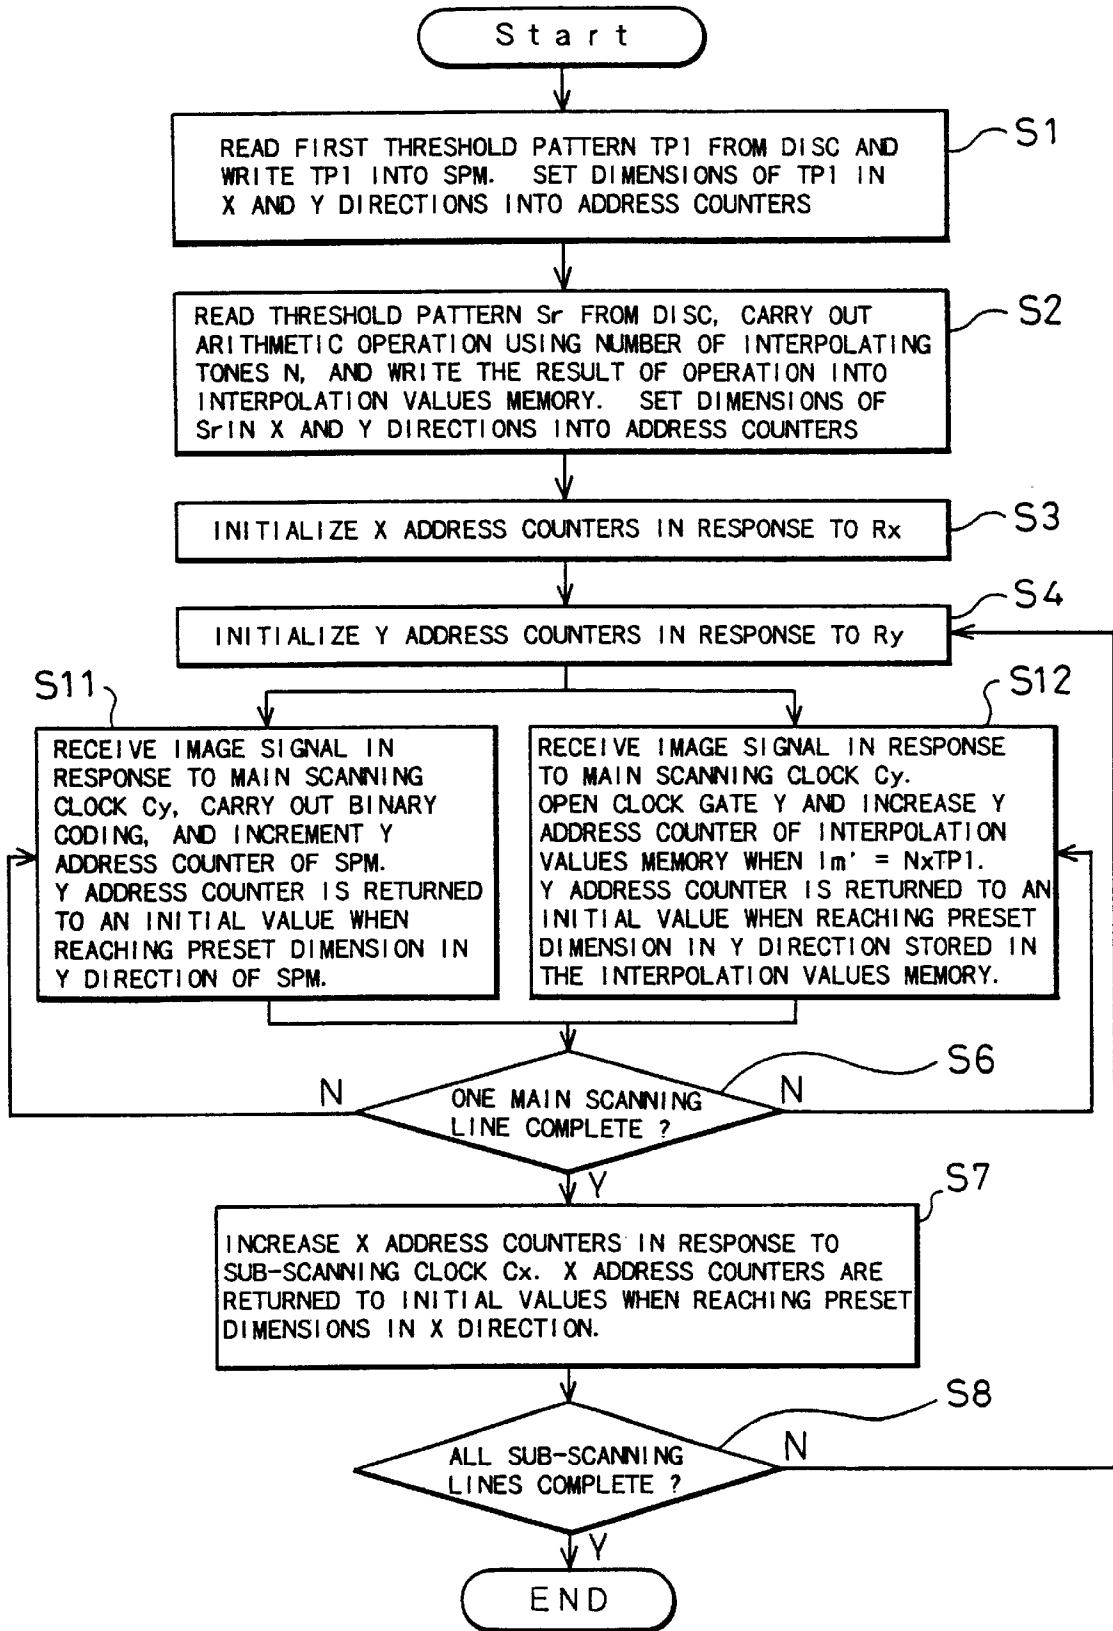 Start
S1
READ FIRST THRESHOLD PATTERN TP1 FROM DISC AND
WRITE TP1 INTO SPM. SET DIMENSIONS OF TP1 IN
X AND Y DIRECTIONS INTO ADDRESS COUNTERS
S2
READ THRESHOLD PATTERN Sr FROM DISC, CARRY OUT
ARITHMETIC OPERATION USING NUMBER OF INTERPOLATING
TONES N, AND WRITE THE RESULT OF OPERATION INTO
INTERPOLATION VALUES MEMORY. SET DIMENSIONS OF
Sr IN X AND Y DIRECTIONS INTO ADDRESS COUNTERS
S3
INITIALIZE X ADDRESS COUNTERS IN RESPONSE TO Rx
S4
INITIALIZE Y ADDRESS COUNTERS IN RESPONSE TO Ry
S11
RECEIVE IMAGE SIGNAL IN
RESPONSE TO MAIN SCANNING
CLOCK Cy, CARRY OUT BINARY
CODING, AND INCREMENT Y
ADDRESS COUNTER OF SPM.
Y ADDRESS COUNTER IS RETURNED
TO AN INITIAL VALUE WHEN
REACHING PRESET DIMENSION IN
Y DIRECTION OF SPM.
S12
RECEIVE IMAGE SIGNAL IN RESPONSE
TO MAIN SCANNING CLOCK Cy.
OPEN CLOCK GATE Y AND INCREASE Y
ADDRESS COUNTER OF INTERPOLATION
VALUES MEMORY WHEN Im' = NxTP1.
Y ADDRESS COUNTER IS RETURNED TO AN
INITIAL VALUE WHEN REACHING PRESET
DIMENSION IN Y DIRECTION STORED IN
THE INTERPOLATION VALUES MEMORY.
S6
N
N
ONE MAIN SCANNING
LINE COMPLETE ?
Y
S7
INCREASE X ADDRESS COUNTERS IN RESPONSE TO
SUB-SCANNING CLOCK Cx. X ADDRESS COUNTERS ARE
RETURNED TO INITIAL VALUES WHEN REACHING PRESET
DIMENSIONS IN X DIRECTION.
S8
N
ALL SUB-SCANNING
LINES COMPLETE ?
Y
END